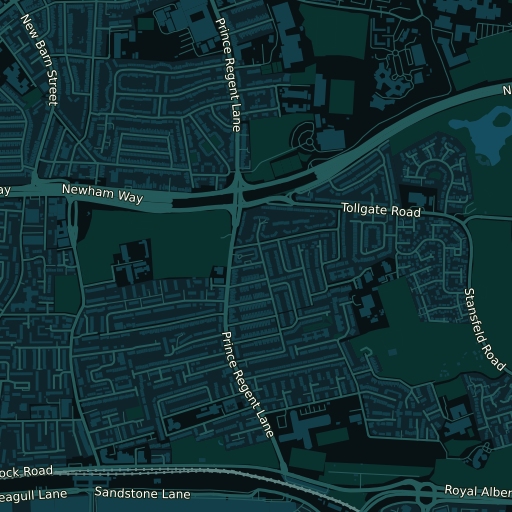 New Barn Street
Prince Regent Lane
Newham Way
Tollgate Road
Stansfeld Road
Prince Regent Lane
ock Road
eagull Lane
Sandstone Lane
Royal Alber
ay
N